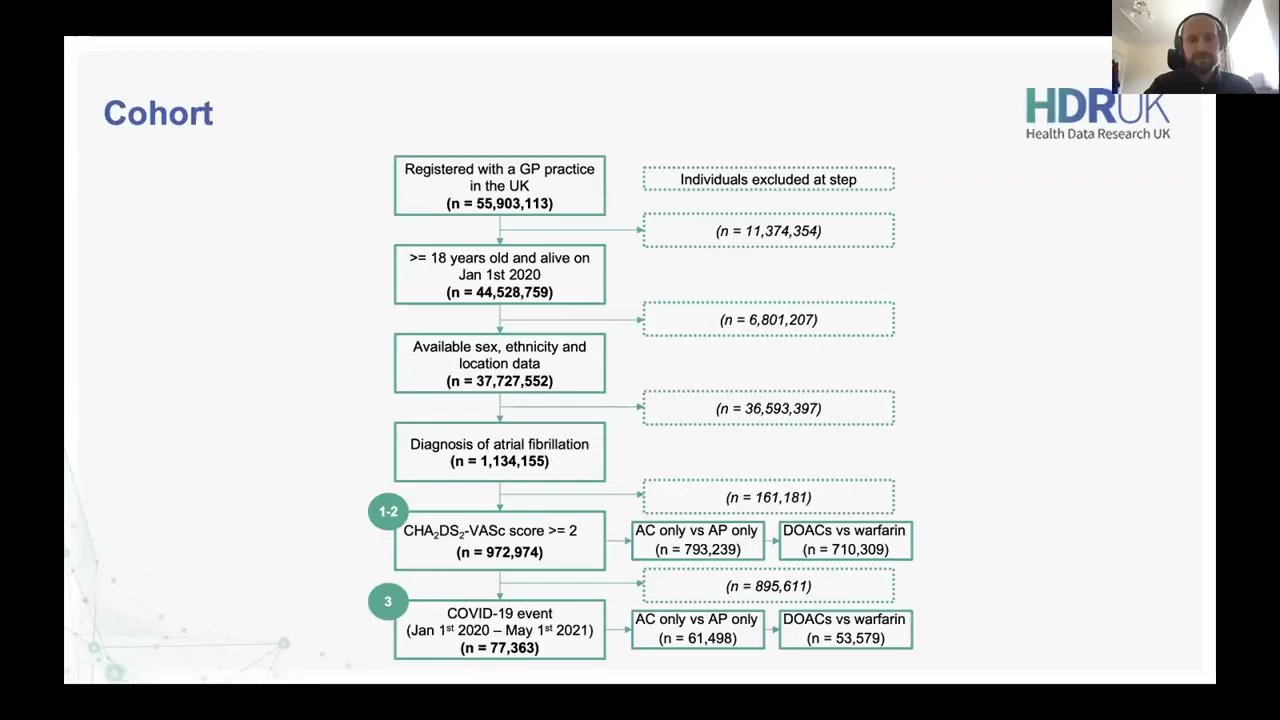 Cohort
HDRUK
Health Data Research UK
Registered with a GP practice
in the UK
(n = 55,903,113)
Individuals excluded at step
(n = 11,374,354)
>= 18 years old and alive on
Jan 1st 2020
(n = 44,528,759)
(n = 6,801,207)
Available sex, ethnicity and
location data
(n = 37,727,552)
(n = 36,593,397)
Diagnosis of atrial fibrillation
(n = 1,134,155)
(n = 161,181)
1-2
CHA₂DS₂-VASc score >= 2
(n = 972,974)
AC only vs AP only
(n = 793,239)
DOACs vs warfarin
(n = 710,309)
(n = 895,611)
3
COVID-19 event
(Jan 1st 2020 – May 1st 2021)
(n = 77,363)
AC only vs AP only
(n = 61,498)
DOACs vs warfarin
(n = 53,579)